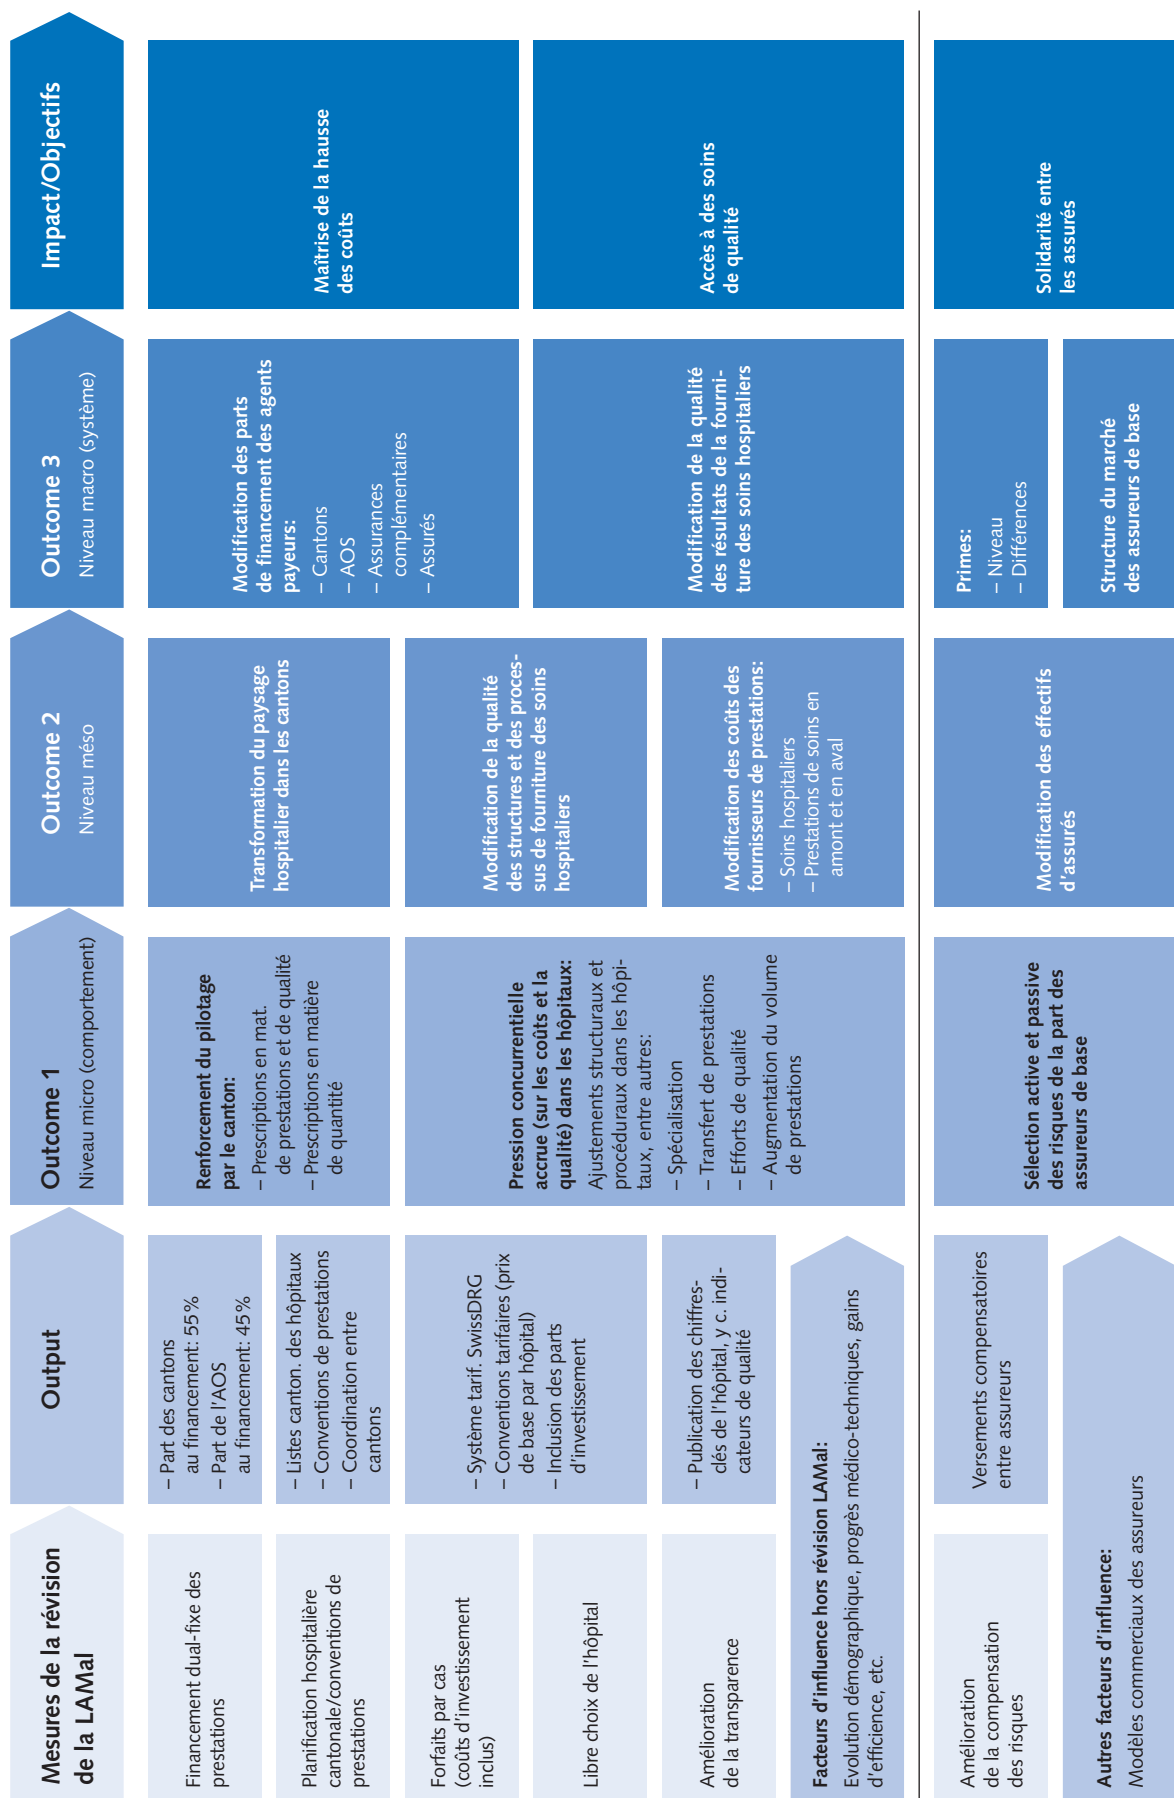 Mesures de la révision
de la LAMal
Output
Outcome 1
Niveau micro (comportement)
Outcome 2
Niveau méso
Outcome 3
Niveau macro (système)
Impact/Objectifs
Financement dual-fixe des
prestations
– Part des cantons
au financement: 55%
– Part de l'AOS
au financement: 45%
Planification hospitalière
cantonale/conventions de
prestations
– Listes canton. des hôpitaux
– Conventions de prestations
– Coordination entre
cantons
Renforcement du pilotage
par le canton:
– Prescriptions en mat.
de prestations et de qualité
– Prescriptions en matière
de quantité
Transformation du paysage
hospitalier dans les cantons
Modification des parts
de financement des agents
payeurs:
– Cantons
– AOS
– Assurances
complémentaires
– Assurés
Maîtrise de la hausse
des coûts
Forfaits par cas
(coûts d'investissement
inclus)
Libre choix de l'hôpital
– Système tarif. SwissDRG
– Conventions tarifaires (prix
de base par hôpital)
– Inclusion des parts
d'investissement
Amélioration
de la transparence
– Publication des chiffres-
clés de l'hôpital, y c. indi-
cateurs de qualité
Pression concurrentielle
accrue (sur les coûts et la
qualité) dans les hôpitaux:
Ajustements structuraux et
procéduraux dans les hôpi-
taux, entre autres:
– Spécialisation
– Transfert de prestations
– Efforts de qualité
– Augmentation du volume
de prestations
Modification de la qualité
des structures et des proces-
sus de fourniture des soins
hospitaliers
Modification des coûts des
fournisseurs de prestations:
– Soins hospitaliers
– Prestations de soins en
amont et en aval
Modification de la qualité
des résultats de la fourni-
ture des soins hospitaliers
Accès à des soins
de qualité
Facteurs d'influence hors révision LAMal:
Evolution démographique, progrès médico-techniques, gains
d'efficience, etc.
Amélioration
de la compensation
des risques
Versements compensatoires
entre assureurs
Sélection active et passive
des risques de la part des
assureurs de base
Modification des effectifs
d'assurés
Primes:
– Niveau
– Différences
Structure du marché
des assureurs de base
Solidarité entre
les assurés
Autres facteurs d'influence:
Modèles commerciaux des assureurs